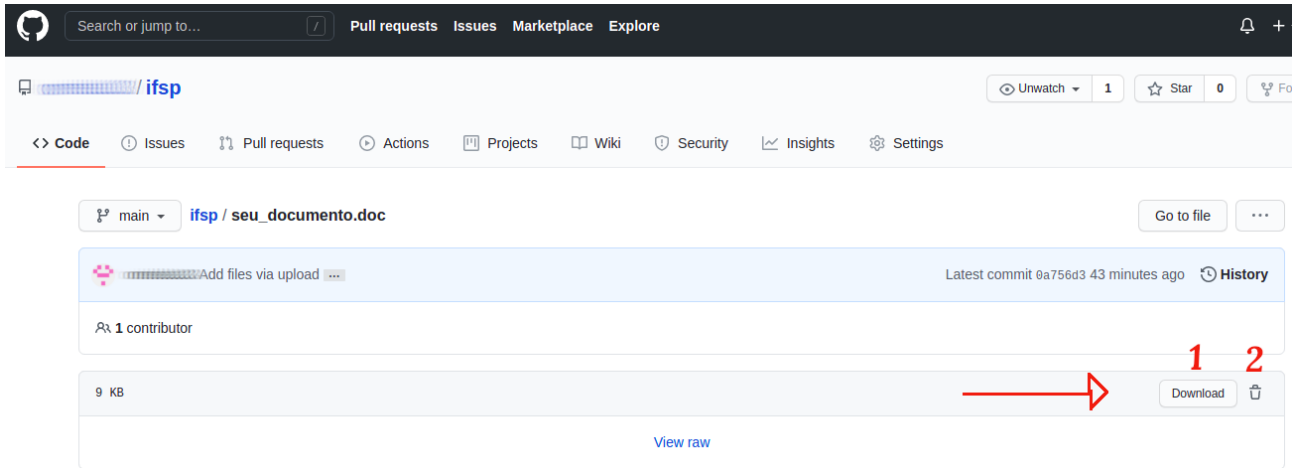 Search or jump to… / Pull requests Issues Marketplace Explore
/ ifsp Unwatch 1 Star 0 Fo
<> Code Issues Pull requests Actions Projects Wiki Security Insights Settings
main ifsp / seu_documento.doc Go to file ...
Add files via upload ... Latest commit 0a756d3 43 minutes ago History
1 contributor
1 2
9 KB Download
View raw